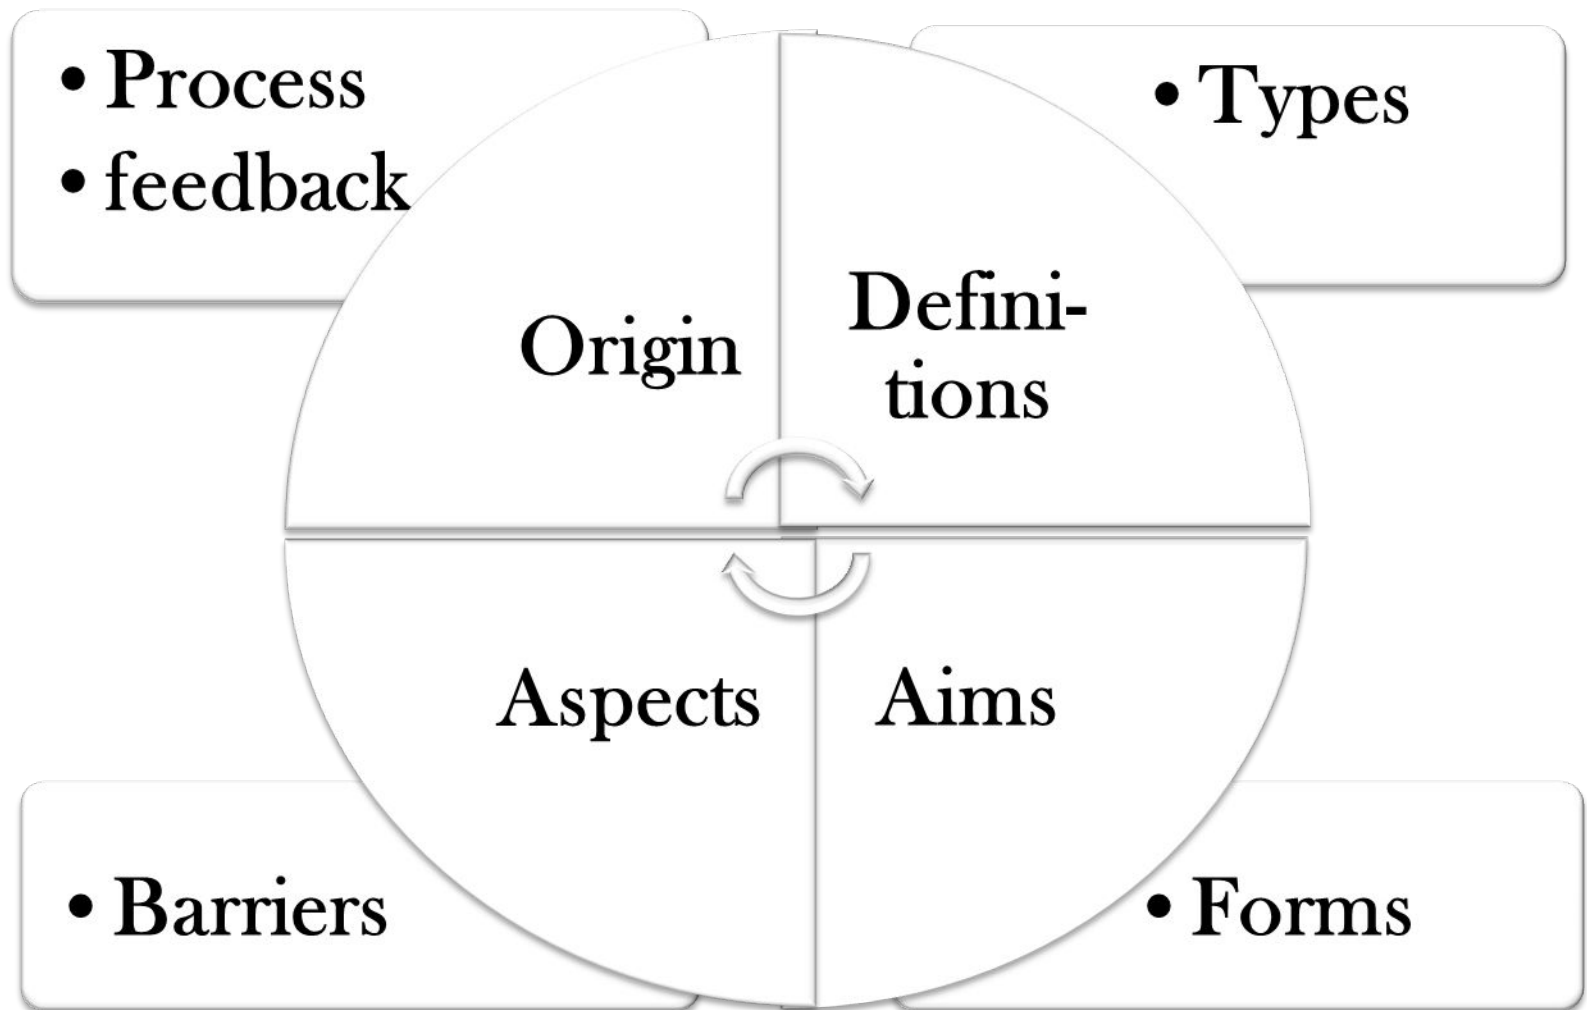 • Process
• feedback
• Types
Origin
Defini-
tions
Aspects
Aims
• Barriers
• Forms